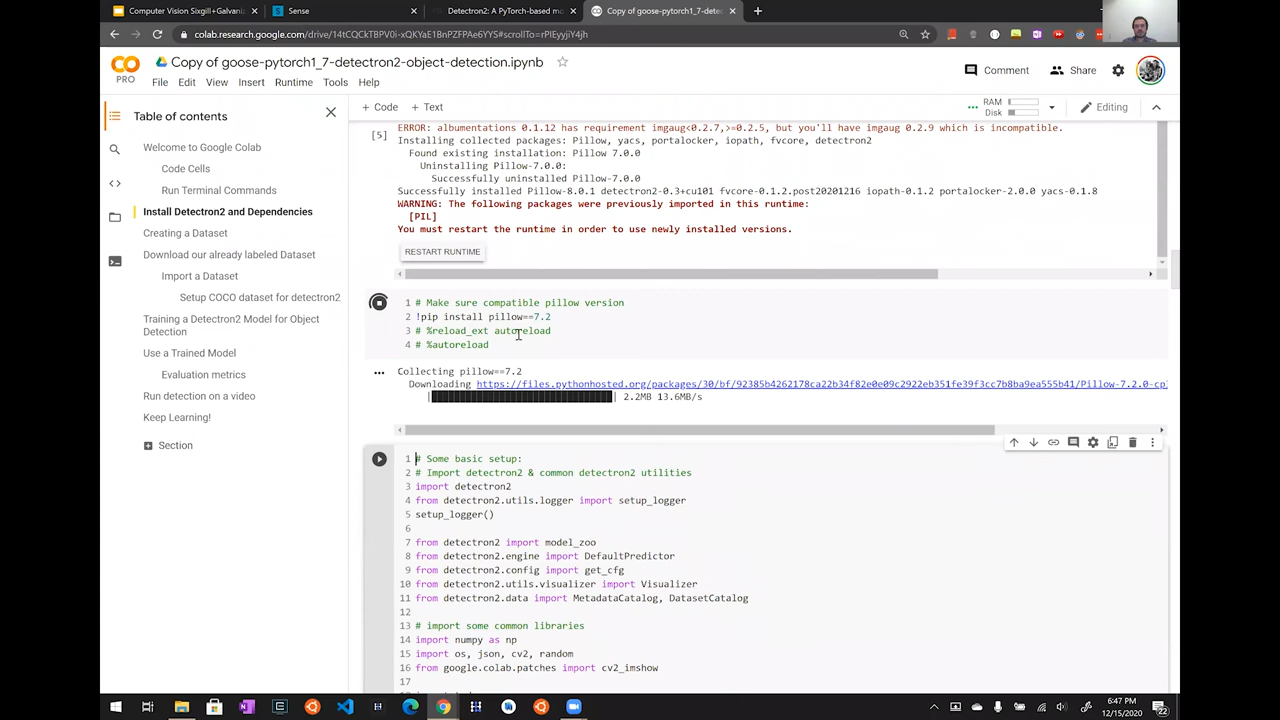 Computer Vision Sixgill+Galvani
Sense
Detectron2: A PyTorch-based mo
Copy of goose-pytorch1_7-detec
colab.research.google.com/drive/14tCQCkTBPV0i-xQKYaE1BnPZFPAe6YYS#scrollTo=rPlEyyjiY4jh
CO
PRO
Copy of goose-pytorch1_7-detectron2-object-detection.ipynb
File Edit View Insert Runtime Tools Help
Comment
Share
Table of contents
+ Code + Text
RAM
Disk
Editing
Welcome to Google Colab
Code Cells
Run Terminal Commands
Install Detectron2 and Dependencies
Creating a Dataset
Download our already labeled Dataset
Import a Dataset
Setup COCO dataset for detectron2
Training a Detectron2 Model for Object
Detection
Use a Trained Model
Evaluation metrics
Run detection on a video
Keep Learning!
Section
[5]
ERROR: albumentations 0.1.12 has requirement imgaug<0.2.7,>=0.2.5, but you'll have imgaug 0.2.9 which is incompatible.
Installing collected packages: Pillow, yacs, portalocker, iopath, fvcore, detectron2
Found existing installation: Pillow 7.0.0
Uninstalling Pillow-7.0.0:
Successfully uninstalled Pillow-7.0.0
Successfully installed Pillow-8.0.1 detectron2-0.3+cu101 fvcore-0.1.2.post20201216 iopath-0.1.2 portalocker-2.0.0 yacs-0.1.8
WARNING: The following packages were previously imported in this runtime:
[PIL]
You must restart the runtime in order to use newly installed versions.
RESTART RUNTIME
1 # Make sure compatible pillow version
2 !pip install pillow==7.2
3 # %reload_ext autoreload
4 # %autoreload
Collecting pillow==7.2
Downloading https://files.pythonhosted.org/packages/30/bf/92385b4262178ca22b34f82e0e09c2922eb351fe39f3cc7b8ba9ea555b41/Pillow-7.2.0-cp
2.2MB 13.6MB/s
1 # Some basic setup:
2 # Import detectron2 & common detectron2 utilities
3 import detectron2
4 from detectron2.utils.logger import setup_logger
5 setup_logger()
6
7 from detectron2 import model_zoo
8 from detectron2.engine import DefaultPredictor
9 from detectron2.config import get_cfg
10 from detectron2.utils.visualizer import Visualizer
11 from detectron2.data import MetadataCatalog, DatasetCatalog
12
13 # import some common libraries
14 import numpy as np
15 import os, json, cv2, random
16 from google.colab.patches import cv2_imshow
17
6:47 PM
12/15/2020
22